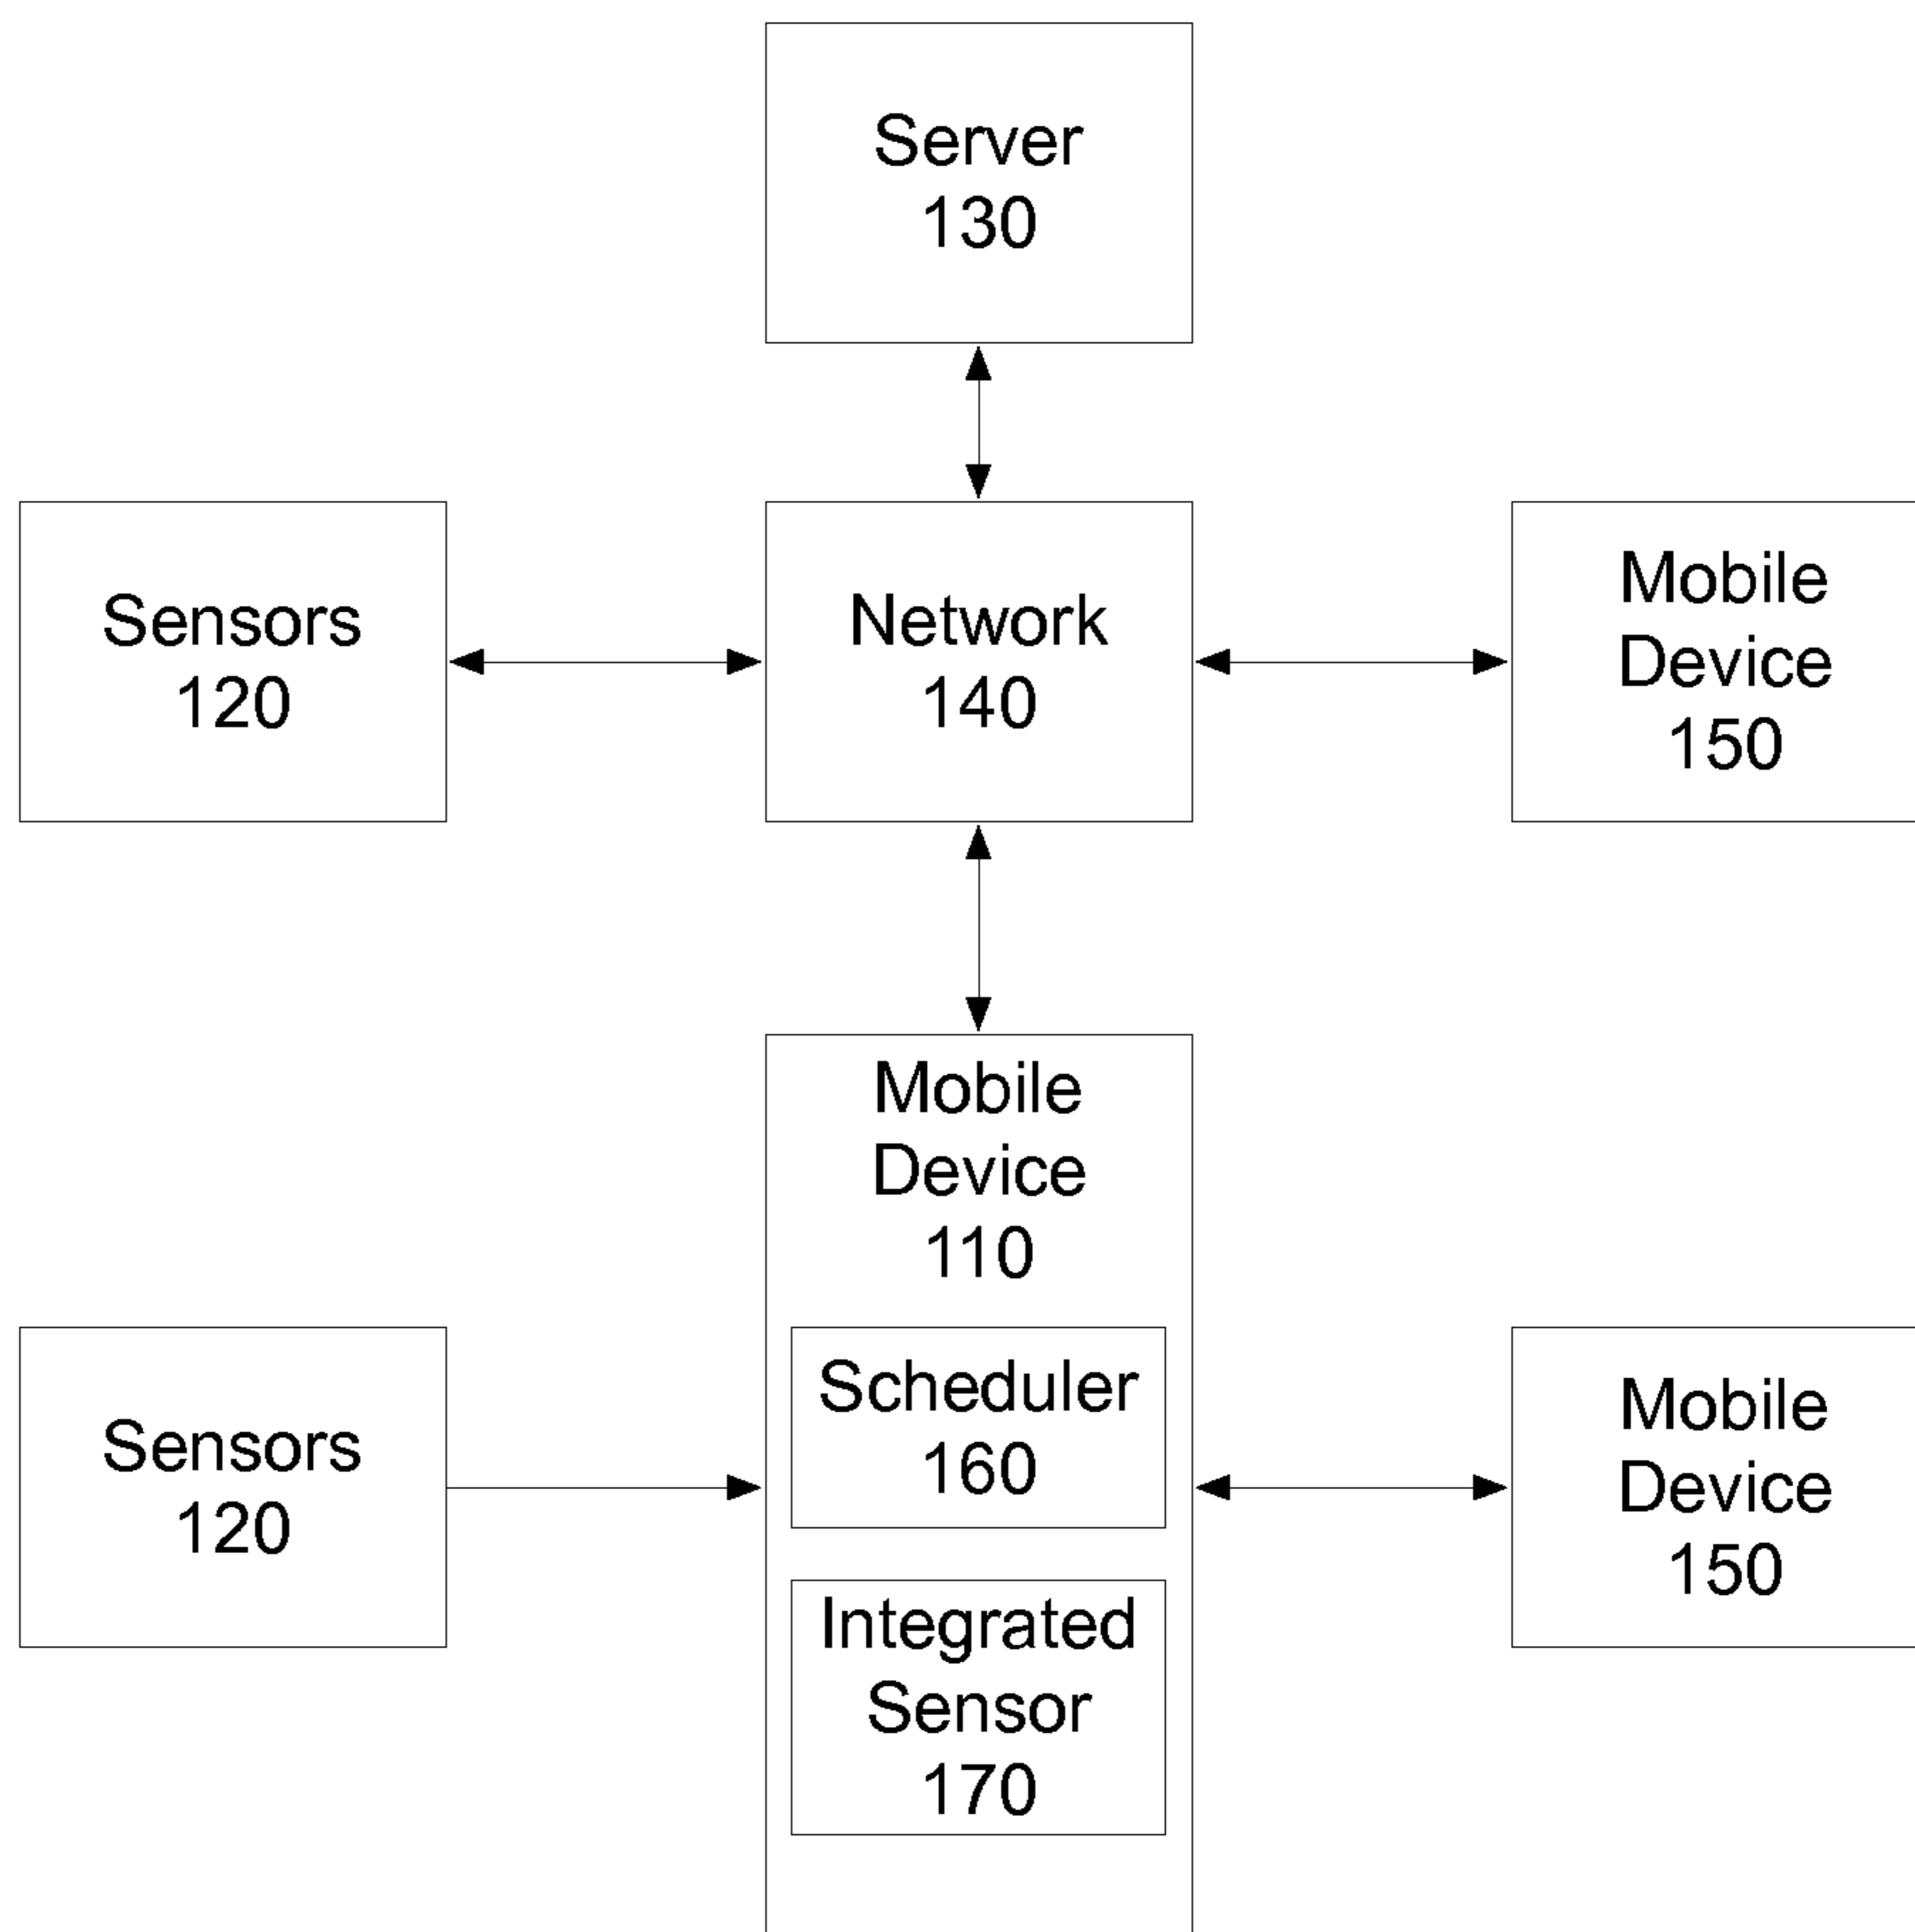 Server
130
Sensors
120
Network
140
Mobile
Device
150
Mobile
Device
110
Sensors
120
Scheduler
160
Integrated
Sensor
170
Mobile
Device
150